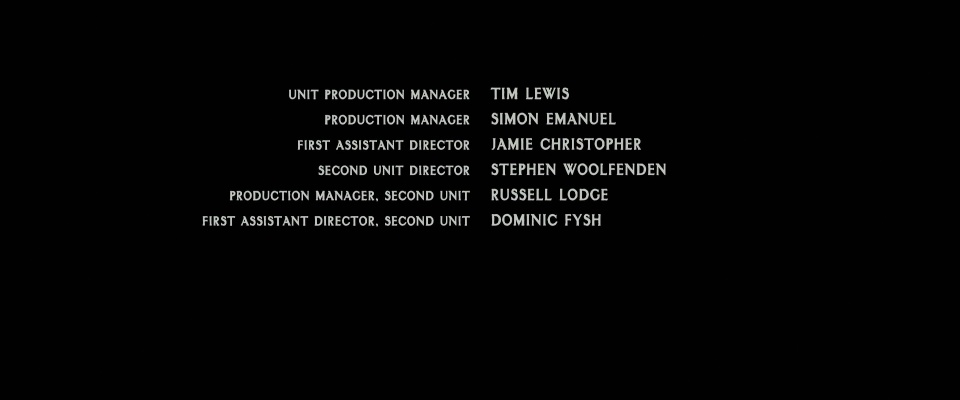 UNIT PRODUCTION MANAGER TIM LEWIS
PRODUCTION MANAGER SIMON EMANUEL
FIRST ASSISTANT DIRECTOR JAMIE CHRISTOPHER
SECOND UNIT DIRECTOR STEPHEN WOOLFENDEN
PRODUCTION MANAGER, SECOND UNIT RUSSELL LODGE
FIRST ASSISTANT DIRECTOR, SECOND UNIT DOMINIC FYSH